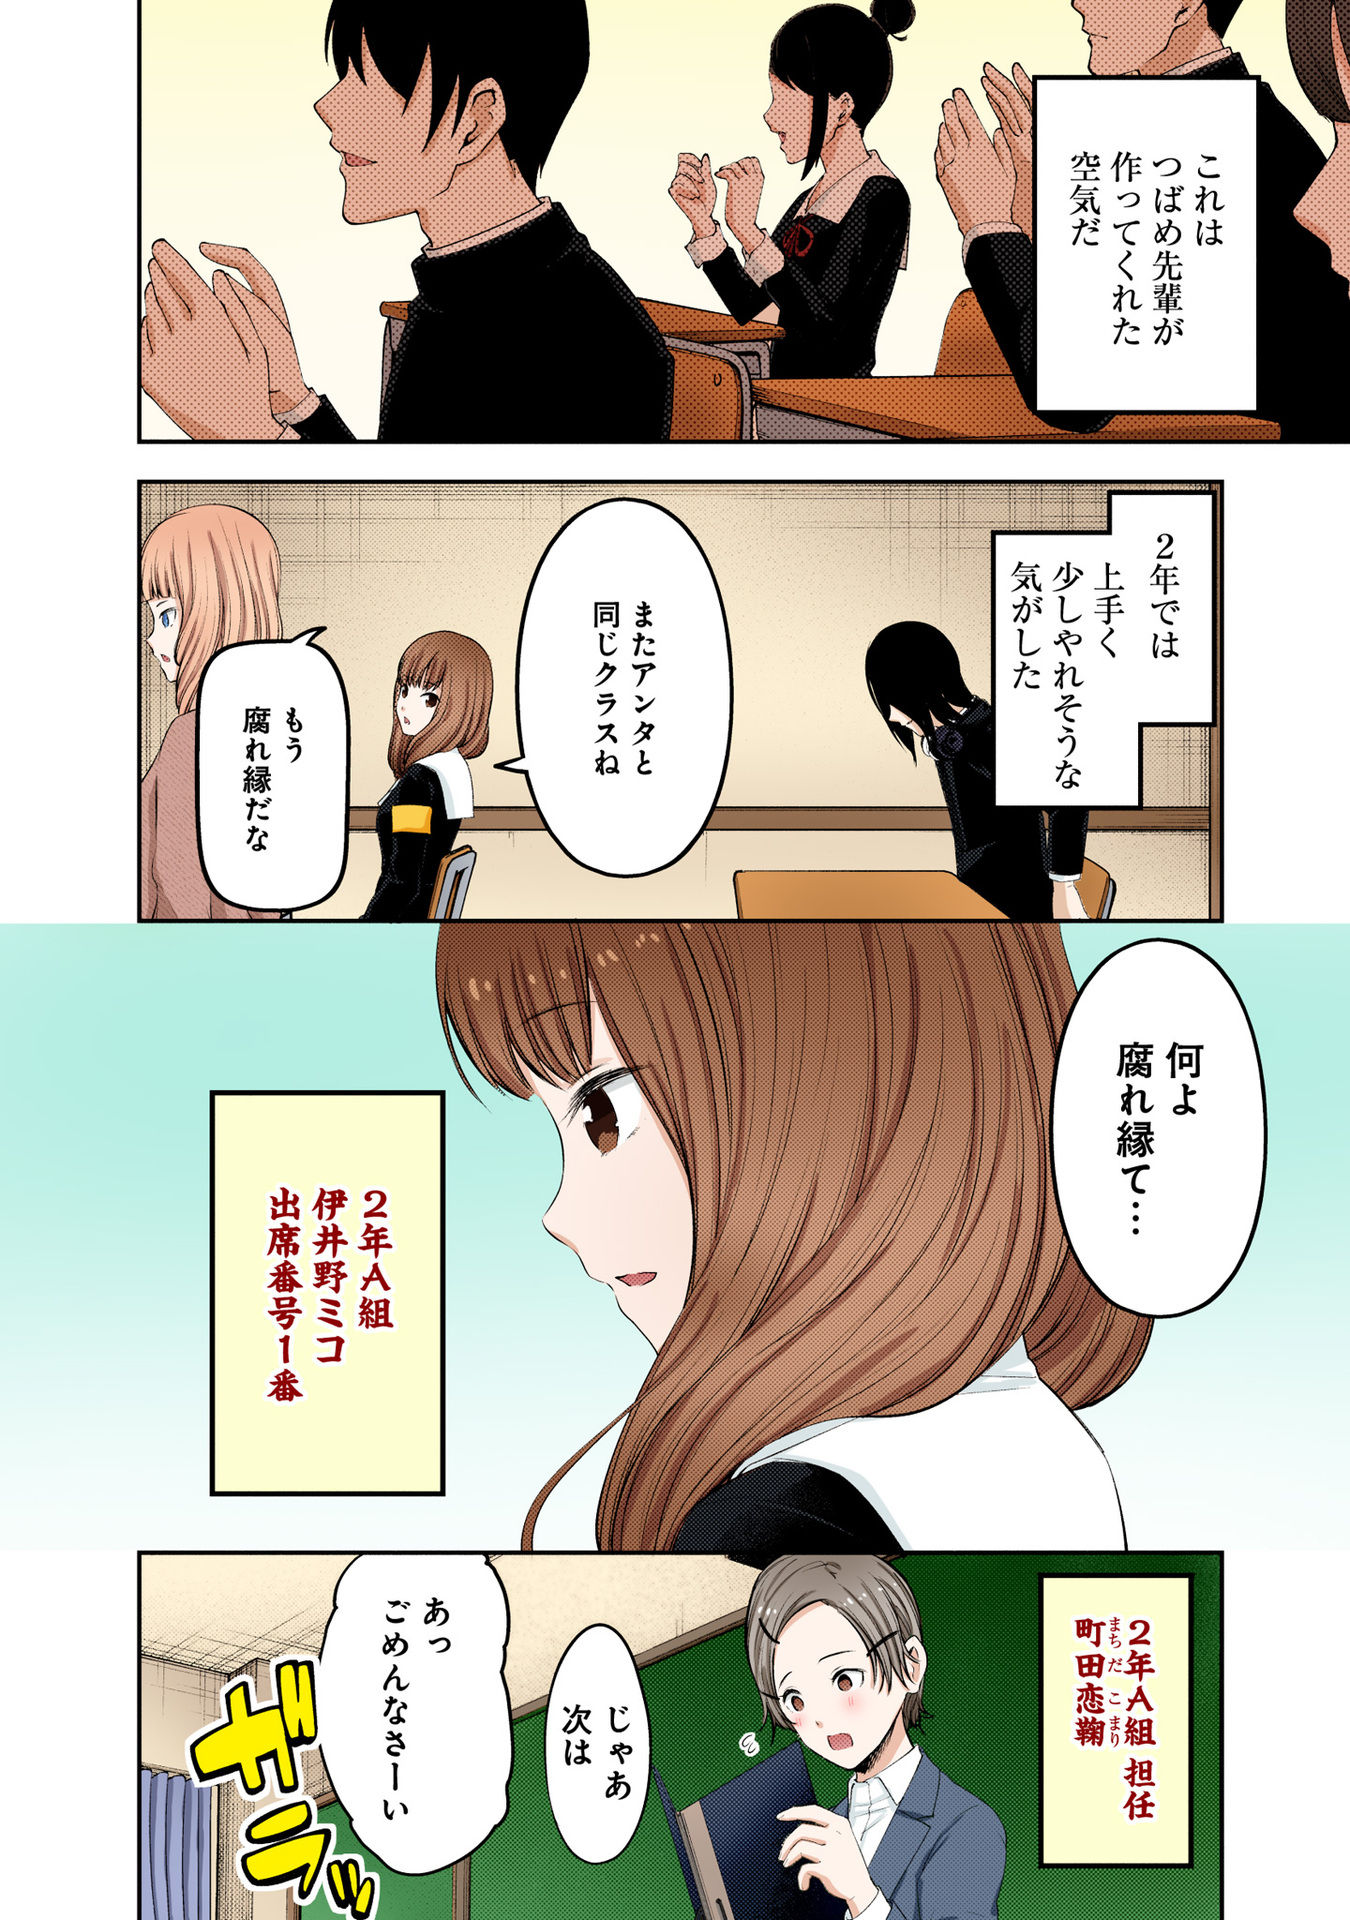 これは
つばめ先輩が
作ってくれた
空気だ
2年では
上手く
少しやれそうな
気がした
またアンタと
同じクラスね
もう
腐れ縁だな
何よ
腐れ縁て…
2年A組
伊井野ミコ
出席番号1番
2年A組 担任
町田恋鞠
まちだこまり
じゃあ
次は
あっ
ごめんなさーい
ガラッ